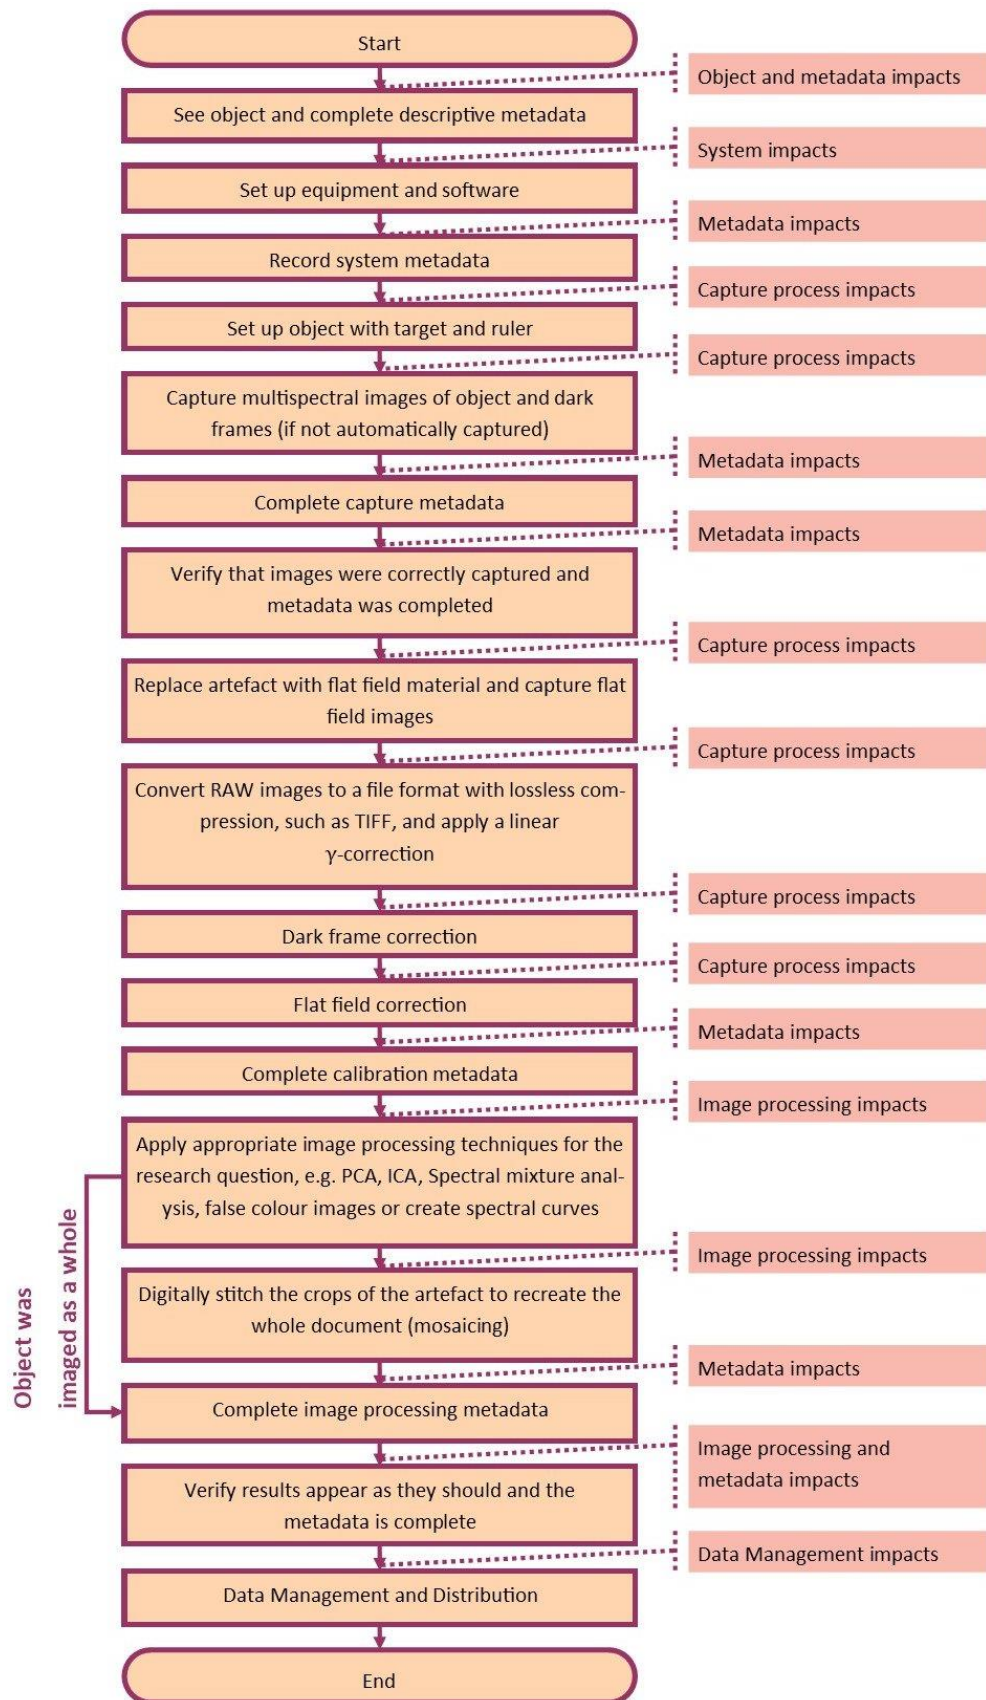 Start
Object and metadata impacts
See object and complete descriptive metadata
System impacts
Set up equipment and software
Metadata impacts
Record system metadata
Capture process impacts
Set up object with target and ruler
Capture process impacts
Capture multispectral images of object and dark
frames (if not automatically captured)
Metadata impacts
Complete capture metadata
Metadata impacts
Verify that images were correctly captured and
metadata was completed
Capture process impacts
Replace artefact with flat field material and capture flat
field images
Capture process impacts
Convert RAW images to a file format with lossless com-
pression, such as TIFF, and apply a linear
γ-correction
Capture process impacts
Dark frame correction
Capture process impacts
Flat field correction
Metadata impacts
Complete calibration metadata
Image processing impacts
Apply appropriate image processing techniques for the
research question, e.g. PCA, ICA, Spectral mixture anal-
ysis, false colour images or create spectral curves
Object was
imaged as a whole
Image processing impacts
Digitally stitch the crops of the artefact to recreate the
whole document (mosaicing)
Metadata impacts
Complete image processing metadata
Image processing and
metadata impacts
Verify results appear as they should and the
metadata is complete
Data Management impacts
Data Management and Distribution
End